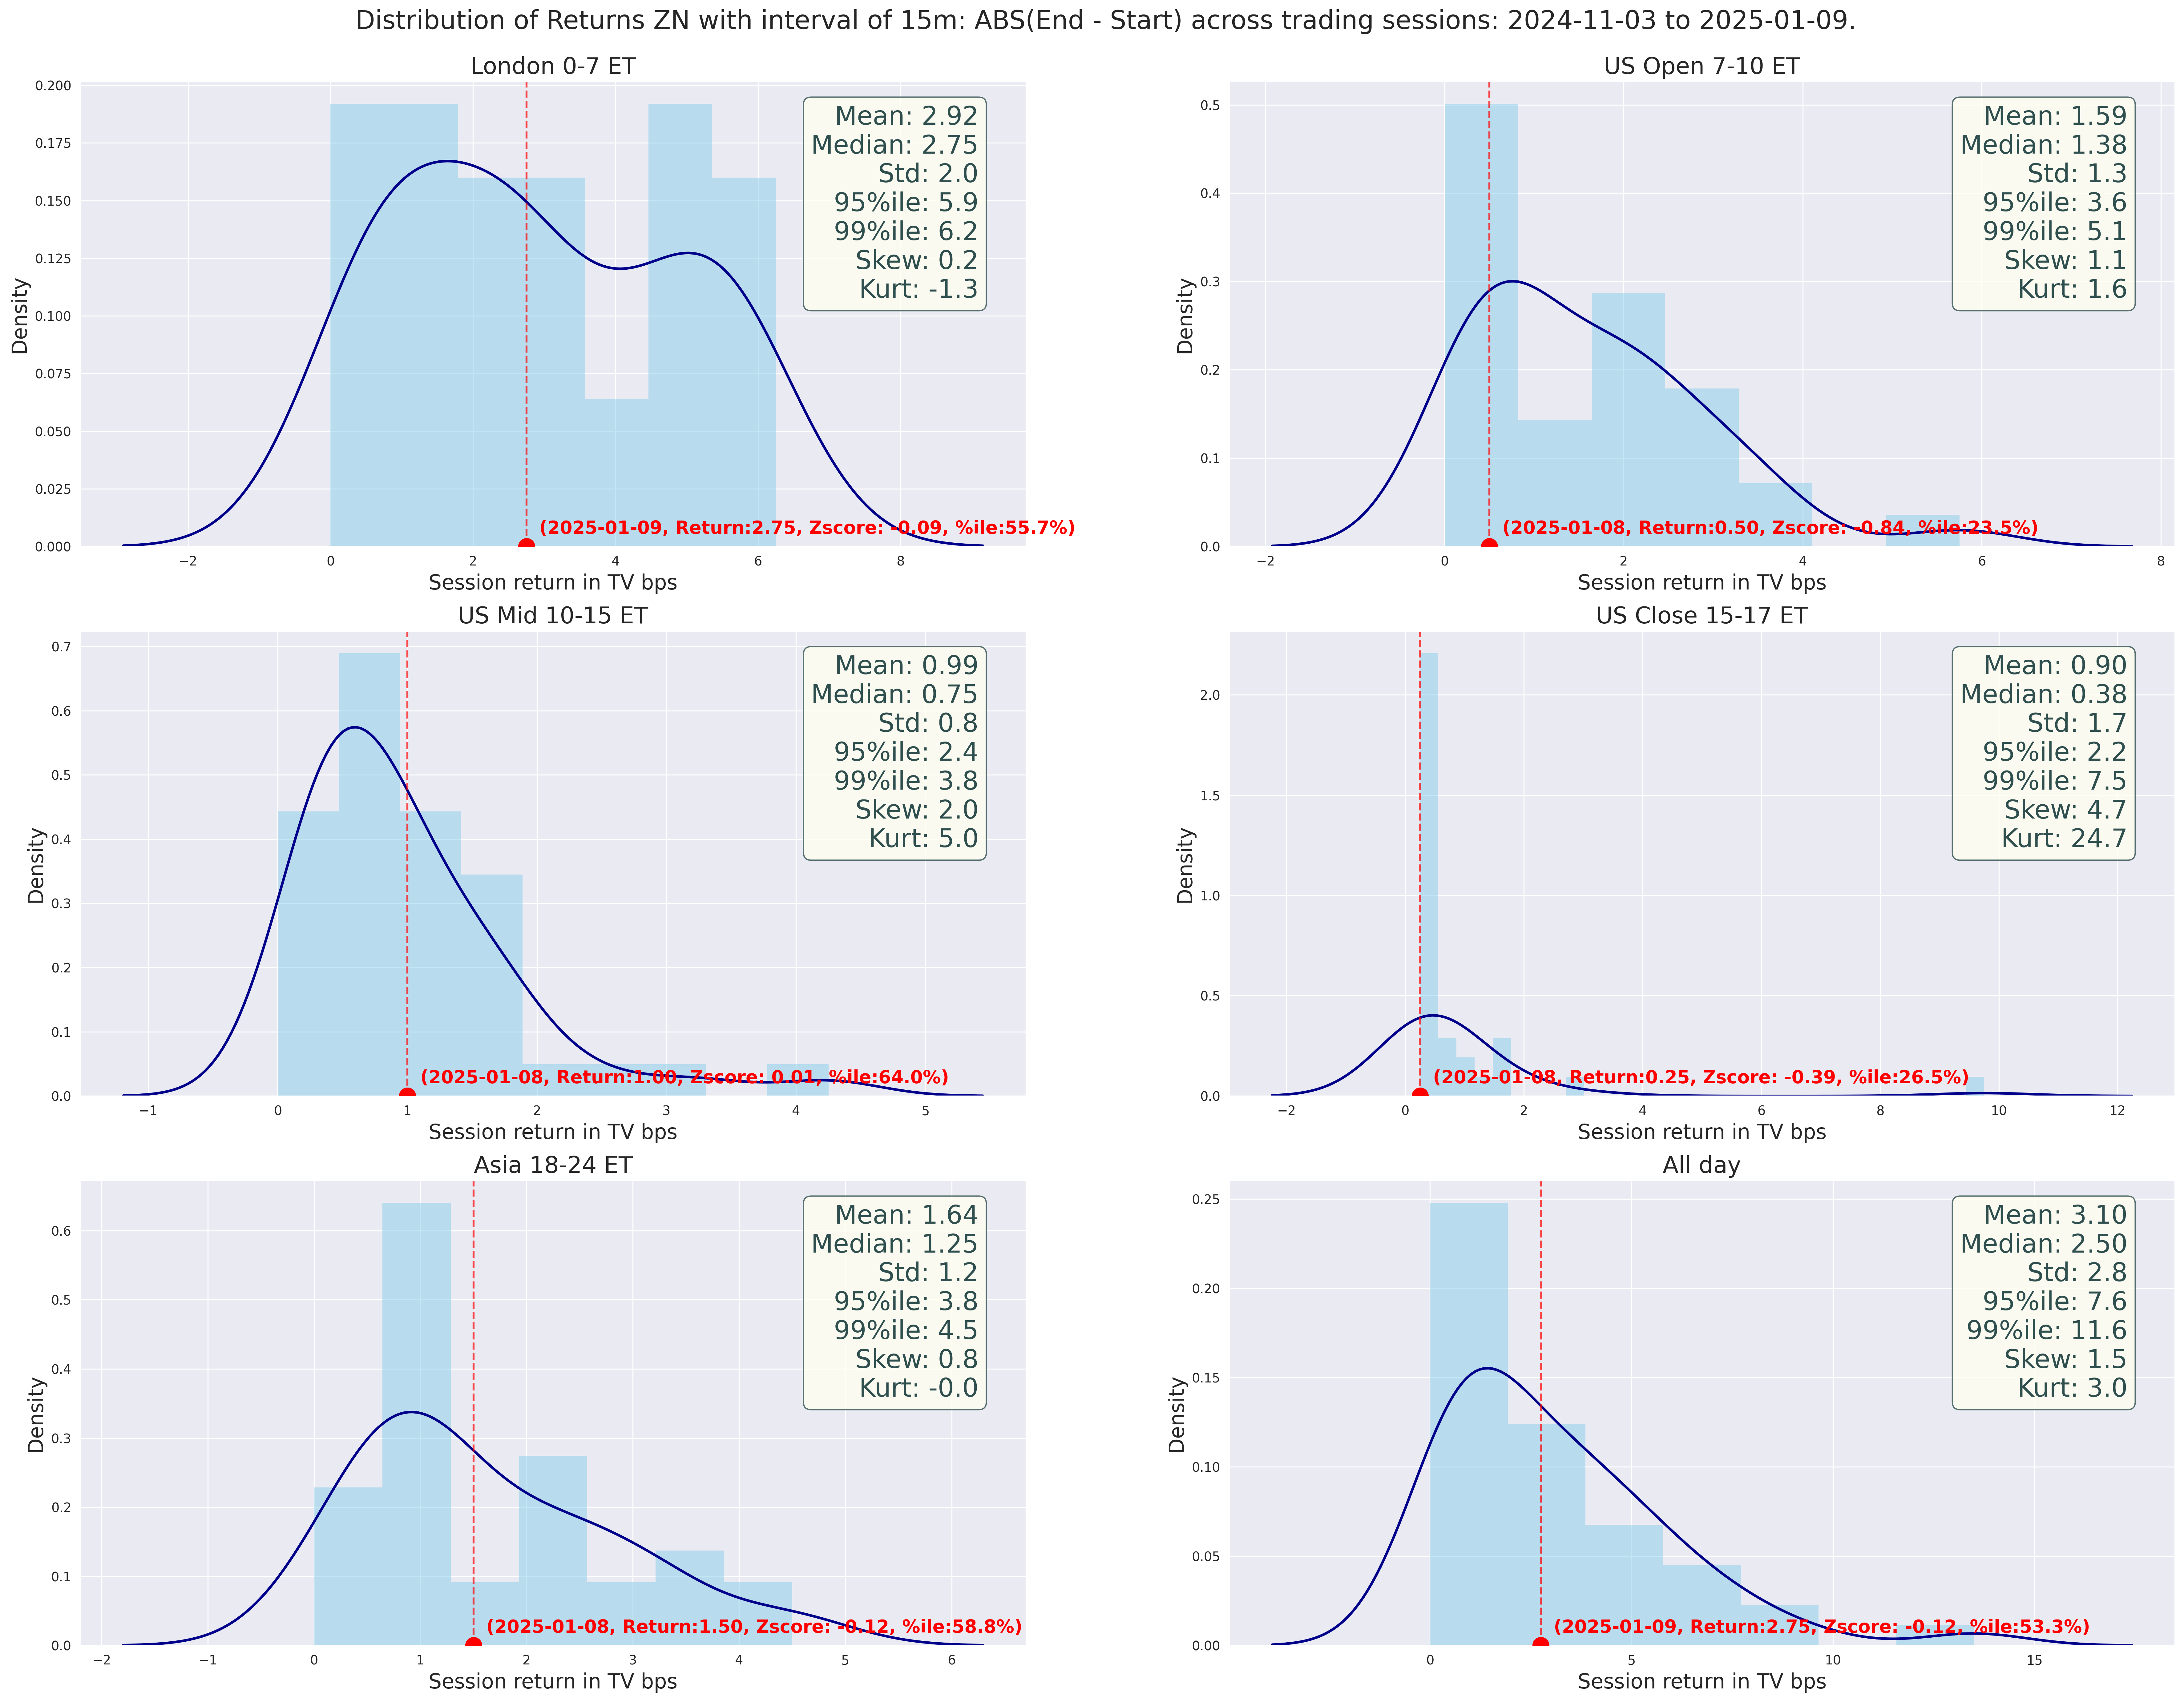 Distribution of Returns ZN with interval of 15m: ABS(End - Start) across trading sessions: 2024-11-03 to 2025-01-09.
London 0-7 ET
0.200
0.175
0.150
0.125
0.100
0.075
0.050
0.025
0.000
Density
Mean: 2.92
Median: 2.75
Std: 2.0
95%ile: 5.9
99%ile: 6.2
Skew: 0.2
Kurt: -1.3
(2025-01-09, Return:2.75, Zscore: -0.09, %ile:55.7%)
−2 0 2 4 6 8
Session return in TV bps
US Open 7-10 ET
0.5
0.4
0.3
0.2
0.1
0.0
Density
Mean: 1.59
Median: 1.38
Std: 1.3
95%ile: 3.6
99%ile: 5.1
Skew: 1.1
Kurt: 1.6
(2025-01-08, Return:0.50, Zscore: -0.84, %ile:23.5%)
−2 0 2 4 6 8
Session return in TV bps
US Mid 10-15 ET
0.7
0.6
0.5
0.4
0.3
0.2
0.1
0.0
Density
Mean: 0.99
Median: 0.75
Std: 0.8
95%ile: 2.4
99%ile: 3.8
Skew: 2.0
Kurt: 5.0
(2025-01-08, Return:1.00, Zscore: 0.01, %ile:64.0%)
−1 0 1 2 3 4 5
Session return in TV bps
US Close 15-17 ET
2.0
1.5
1.0
0.5
0.0
Density
Mean: 0.90
Median: 0.38
Std: 1.7
95%ile: 2.2
99%ile: 7.5
Skew: 4.7
Kurt: 24.7
(2025-01-08, Return:0.25, Zscore: -0.39, %ile:26.5%)
−2 0 2 4 6 8 10 12
Session return in TV bps
Asia 18-24 ET
0.6
0.5
0.4
0.3
0.2
0.1
0.0
Density
Mean: 1.64
Median: 1.25
Std: 1.2
95%ile: 3.8
99%ile: 4.5
Skew: 0.8
Kurt: -0.0
(2025-01-08, Return:1.50, Zscore: -0.12, %ile:58.8%)
−2 −1 0 1 2 3 4 5 6
Session return in TV bps
All day
0.25
0.20
0.15
0.10
0.05
0.00
Density
Mean: 3.10
Median: 2.50
Std: 2.8
95%ile: 7.6
99%ile: 11.6
Skew: 1.5
Kurt: 3.0
(2025-01-09, Return:2.75, Zscore: -0.12, %ile:53.3%)
0 5 10 15
Session return in TV bps